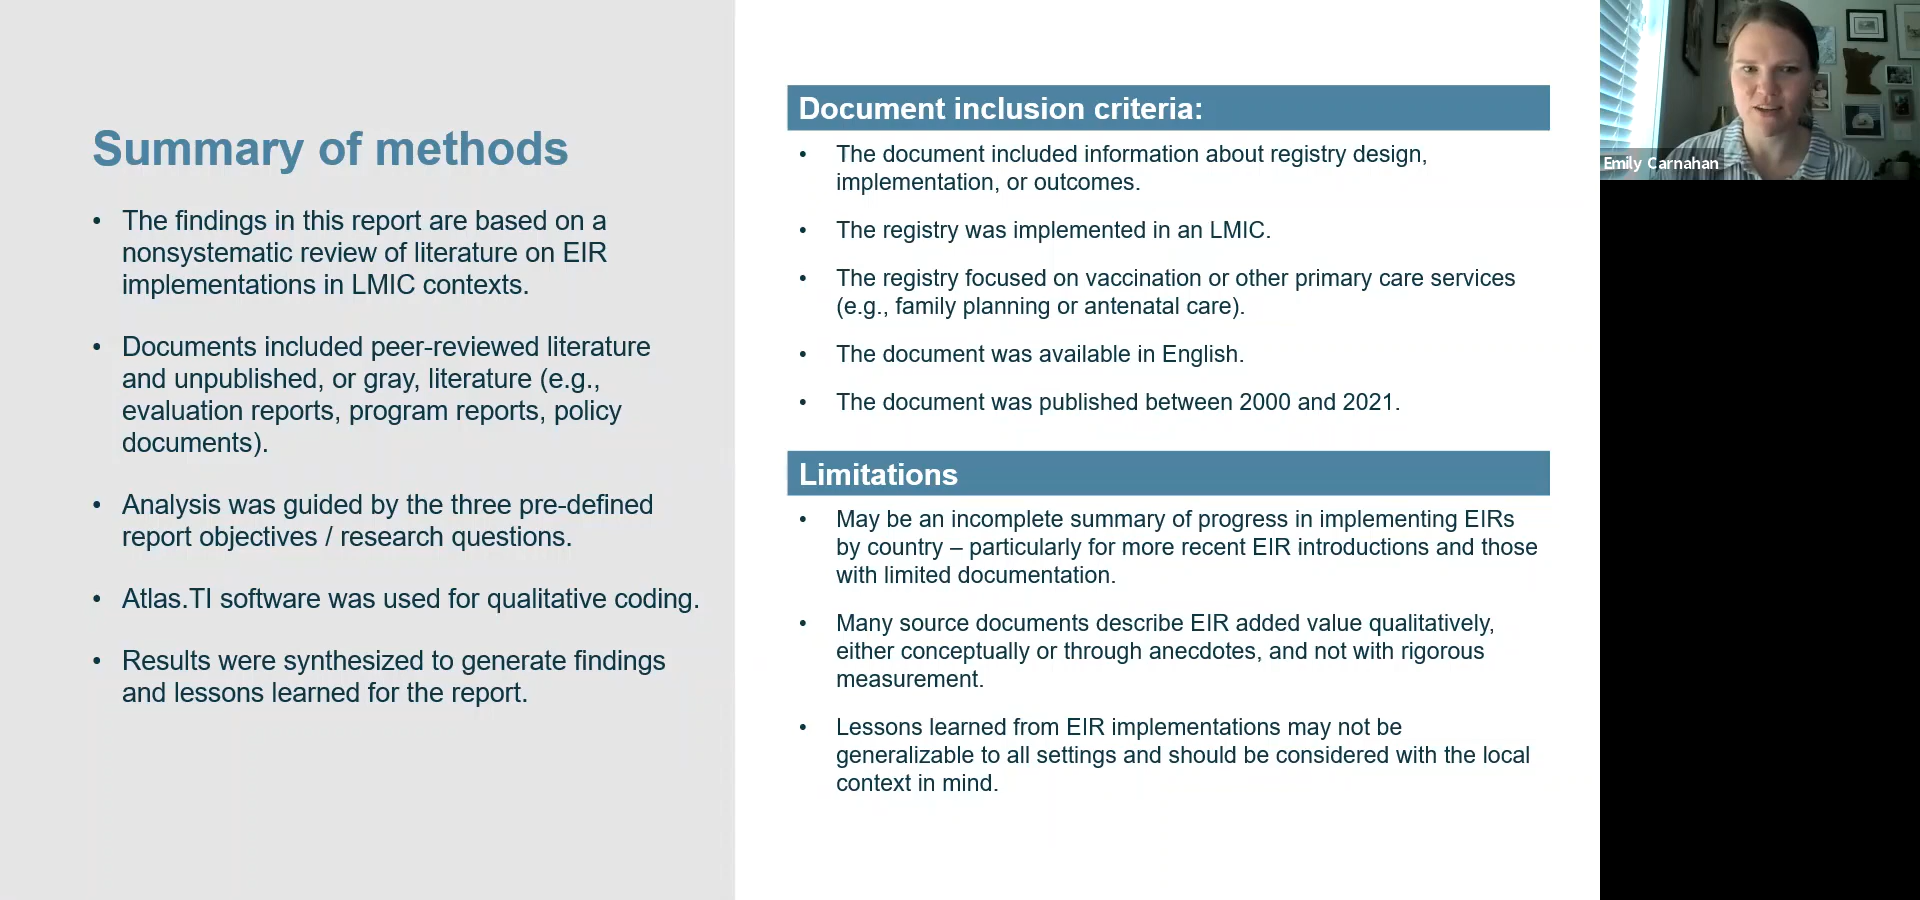 Summary of methods
• The findings in this report are based on a
nonsystematic review of literature on EIR
implementations in LMIC contexts.
• Documents included peer-reviewed literature
and unpublished, or gray, literature (e.g.,
evaluation reports, program reports, policy
documents).
• Analysis was guided by the three pre-defined
report objectives / research questions.
• Atlas.TI software was used for qualitative coding.
• Results were synthesized to generate findings
and lessons learned for the report.
Document inclusion criteria:
• The document included information about registry design,
implementation, or outcomes.
• The registry was implemented in an LMIC.
• The registry focused on vaccination or other primary care services
(e.g., family planning or antenatal care).
• The document was available in English.
• The document was published between 2000 and 2021.
Limitations
• May be an incomplete summary of progress in implementing EIRs
by country – particularly for more recent EIR introductions and those
with limited documentation.
• Many source documents describe EIR added value qualitatively,
either conceptually or through anecdotes, and not with rigorous
measurement.
• Lessons learned from EIR implementations may not be
generalizable to all settings and should be considered with the local
context in mind.
Emily Carnahan